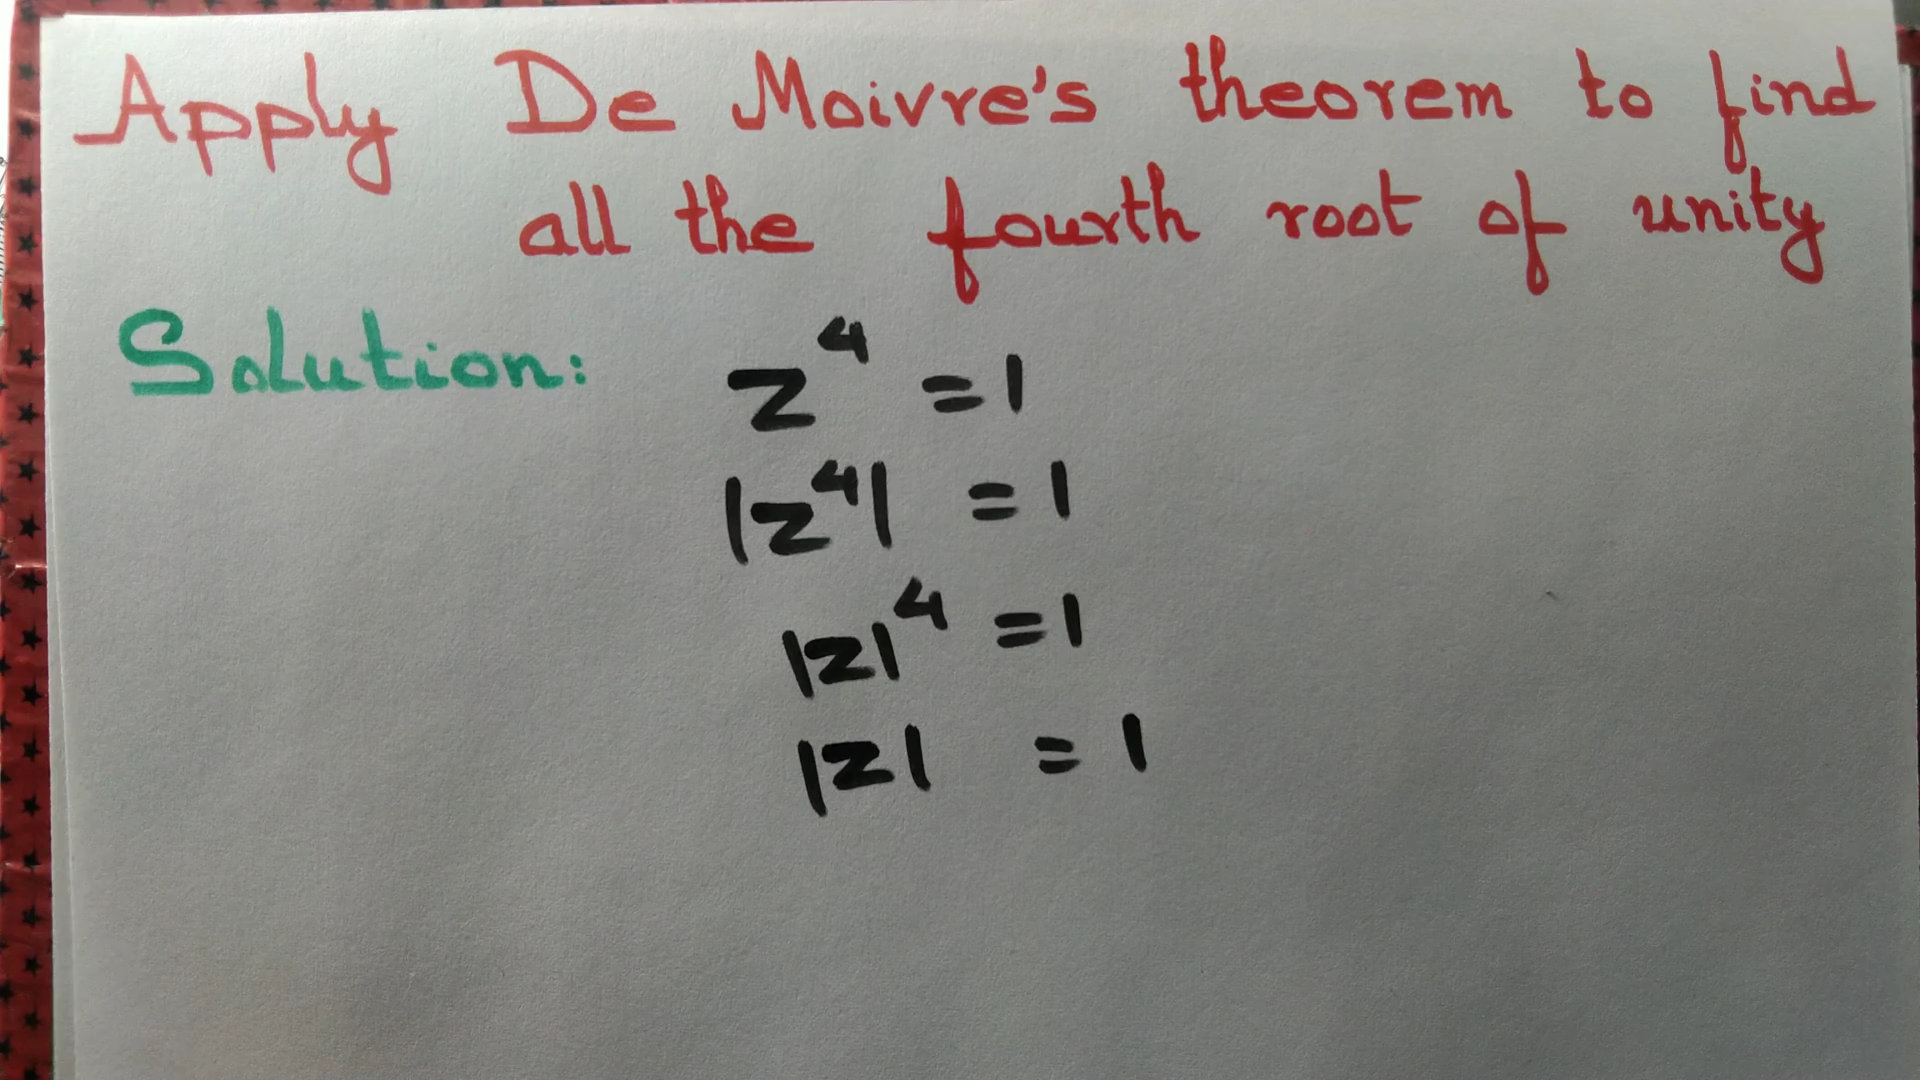 Apply De Moivre's theorem to find
all the fourth root of unity
Solution: z⁴ = 1
|z⁴| = 1
|z|⁴ = 1
|z| = 1